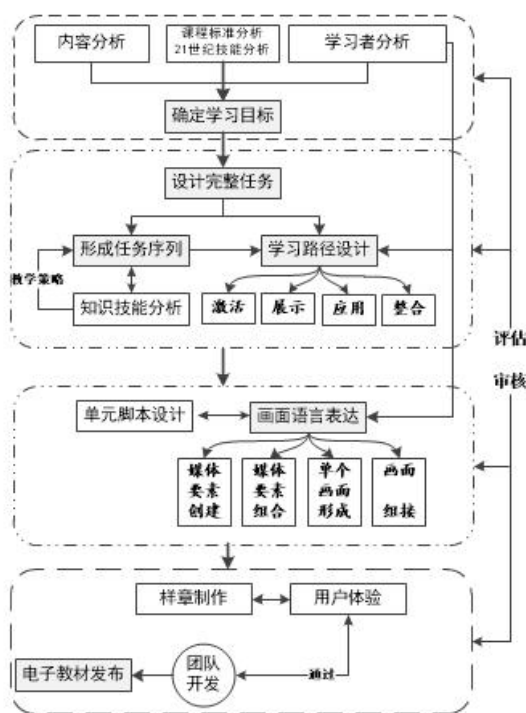 内容分析
课程标准分析
21世纪技能分析
学习者分析
确定学习目标
设计完整任务
形成任务序列
学习路径设计
教学策略
知识技能分析
激活
展示
应用
整合
评估
审核
单元脚本设计
画面语言表达
媒体
要素
创建
媒体
要素
组合
单个
画面
形成
画面
组接
样章制作
用户体验
电子教材发布
团队
开发
通过